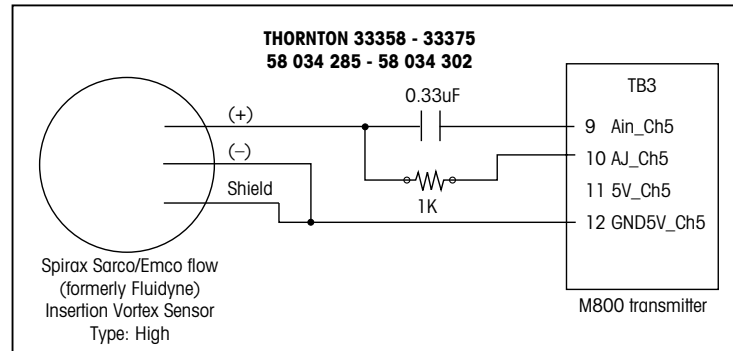 THORNTON 33358 - 33375
58 034 285 - 58 034 302
TB3
0.33uF
(+)
9 Ain_Ch5
(–)
10 AJ_Ch5
Shield
11 5V_Ch5
1K
12 GND5V_Ch5
Spirax Sarco/Emco flow
(formerly Fluidyne)
Insertion Vortex Sensor
Type: High
M800 transmitter